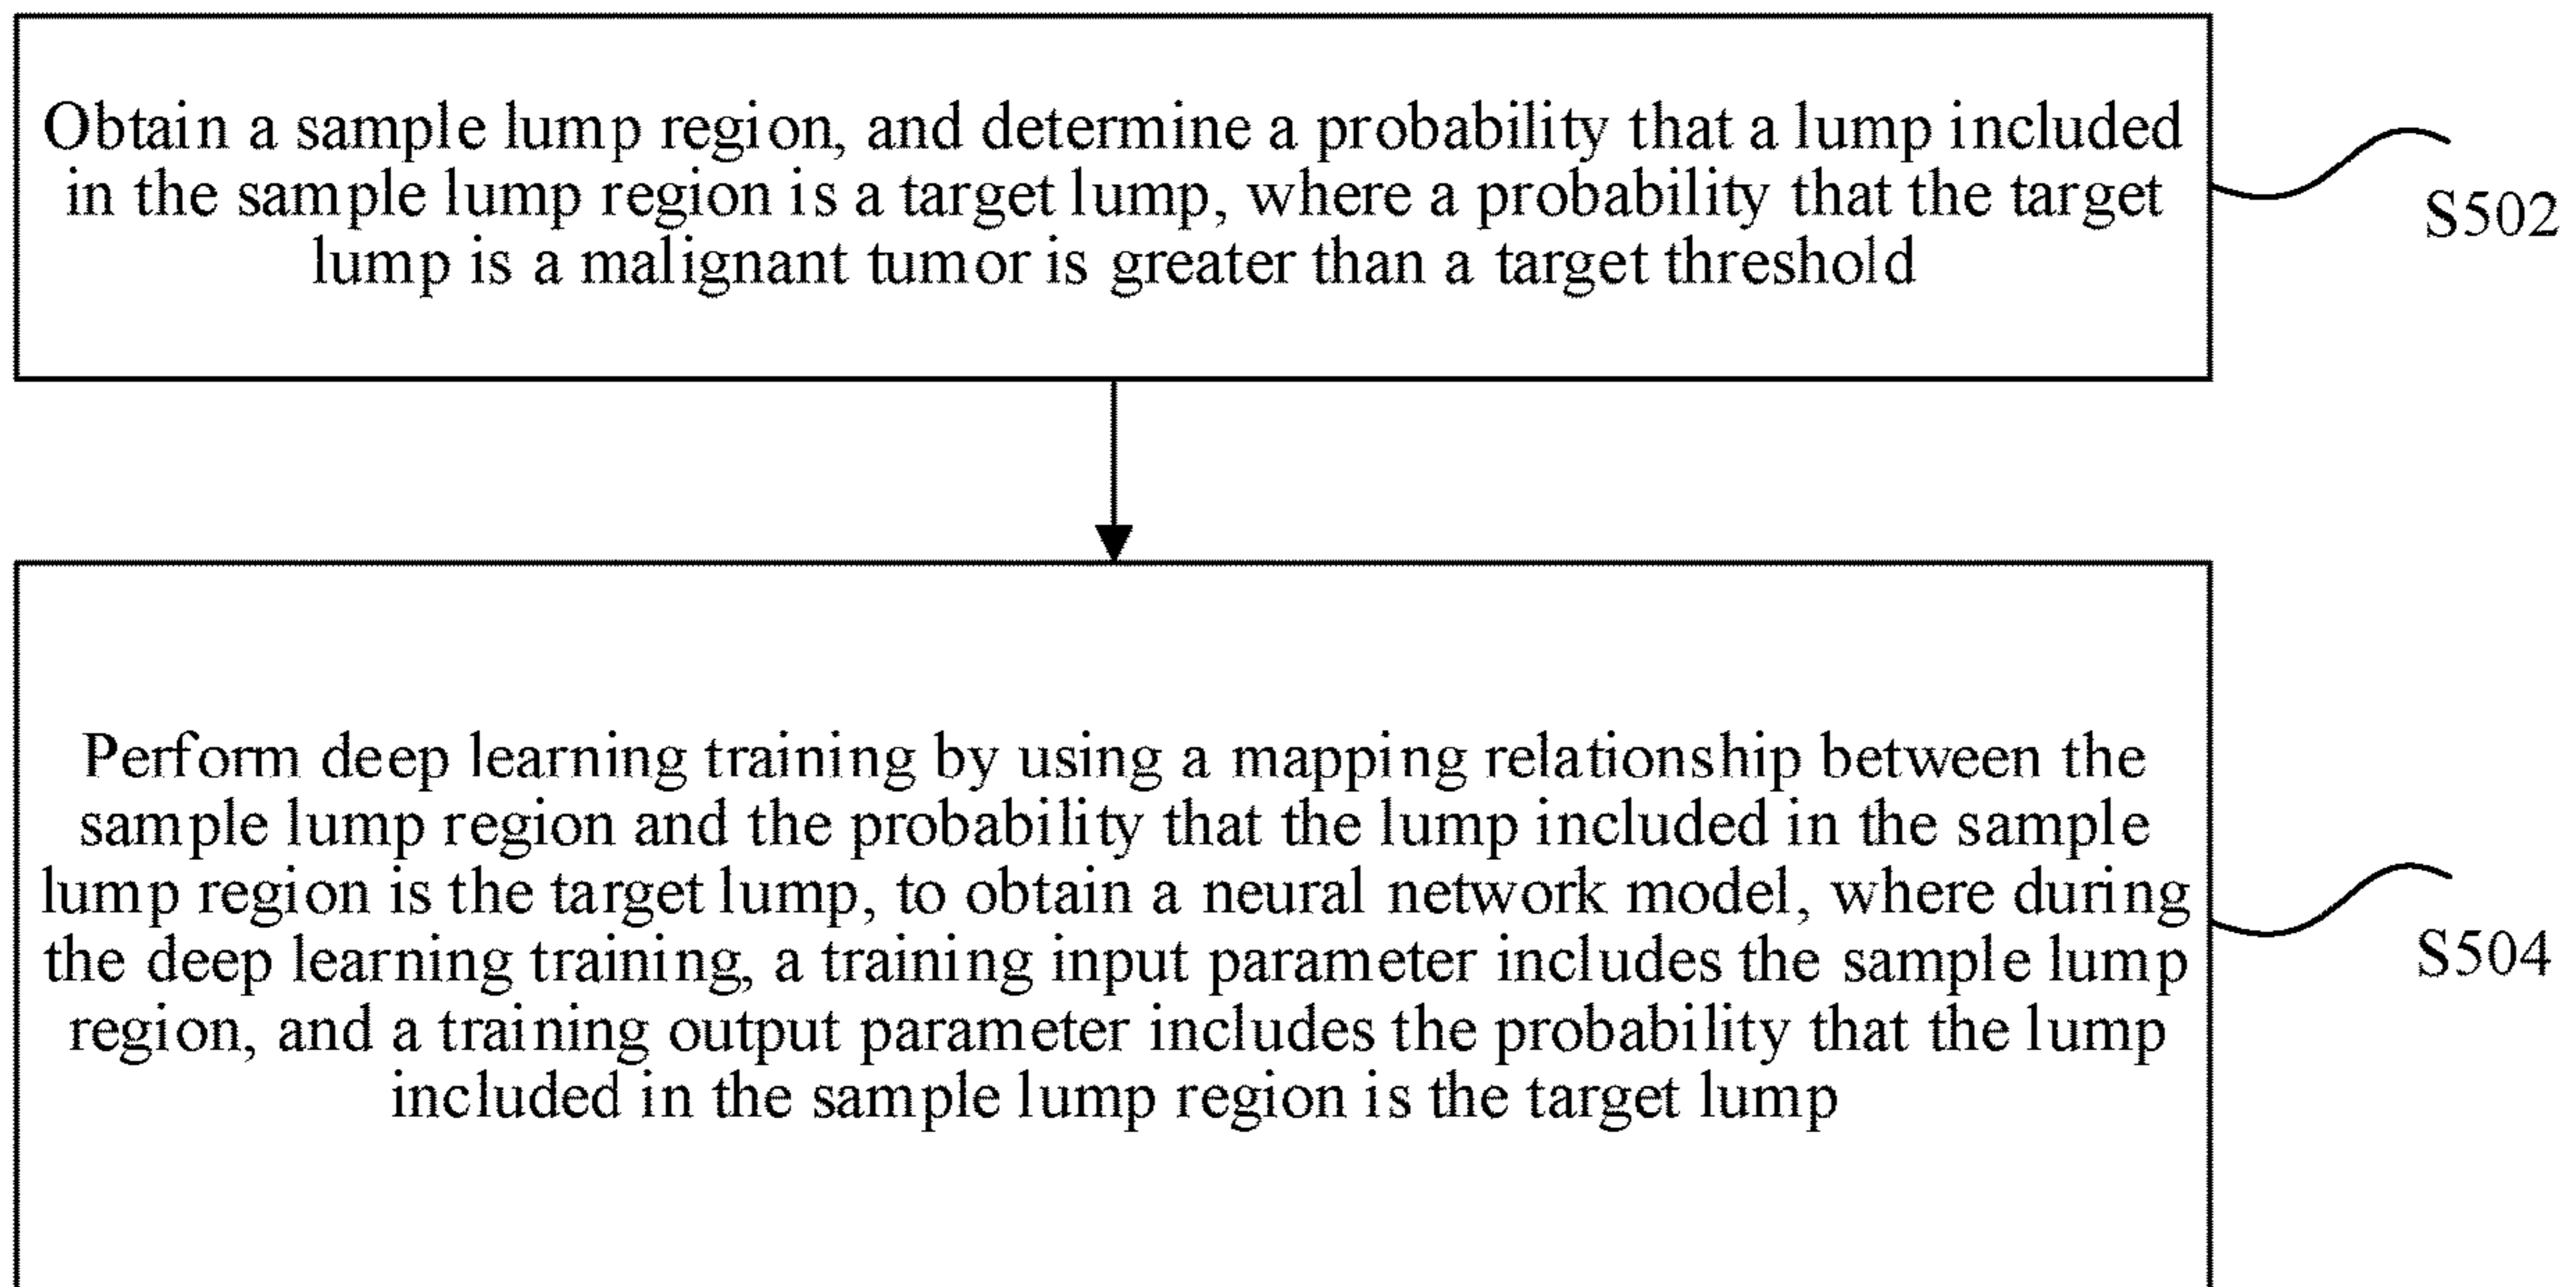 Obtain a sample lump region, and determine a probability that a lump included
in the sample lump region is a target lump, where a probability that the target
lump is a malignant tumor is greater than a target threshold
S502
Perform deep learning training by using a mapping relationship between the
sample lump region and the probability that the lump included in the sample
lump region is the target lump, to obtain a neural network model, where during
the deep learning training, a training input parameter includes the sample lump
region, and a training output parameter includes the probability that the lump
included in the sample lump region is the target lump
S504